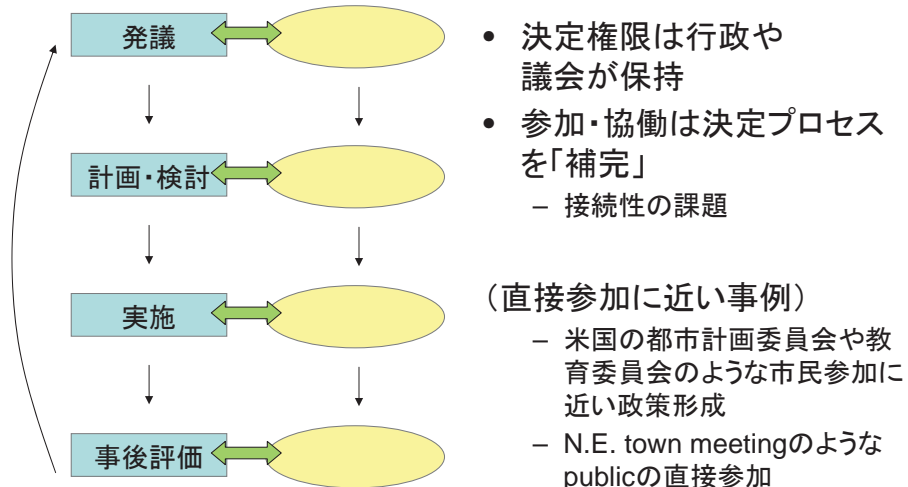 発議
計画・検討
実施
事後評価
• 決定権限は行政や
議会が保持
• 参加・協働は決定プロセス
を「補完」
– 接続性の課題
（直接参加に近い事例）
– 米国の都市計画委員会や教
育委員会のような市民参加に
近い政策形成
– N.E. town meetingのような
publicの直接参加